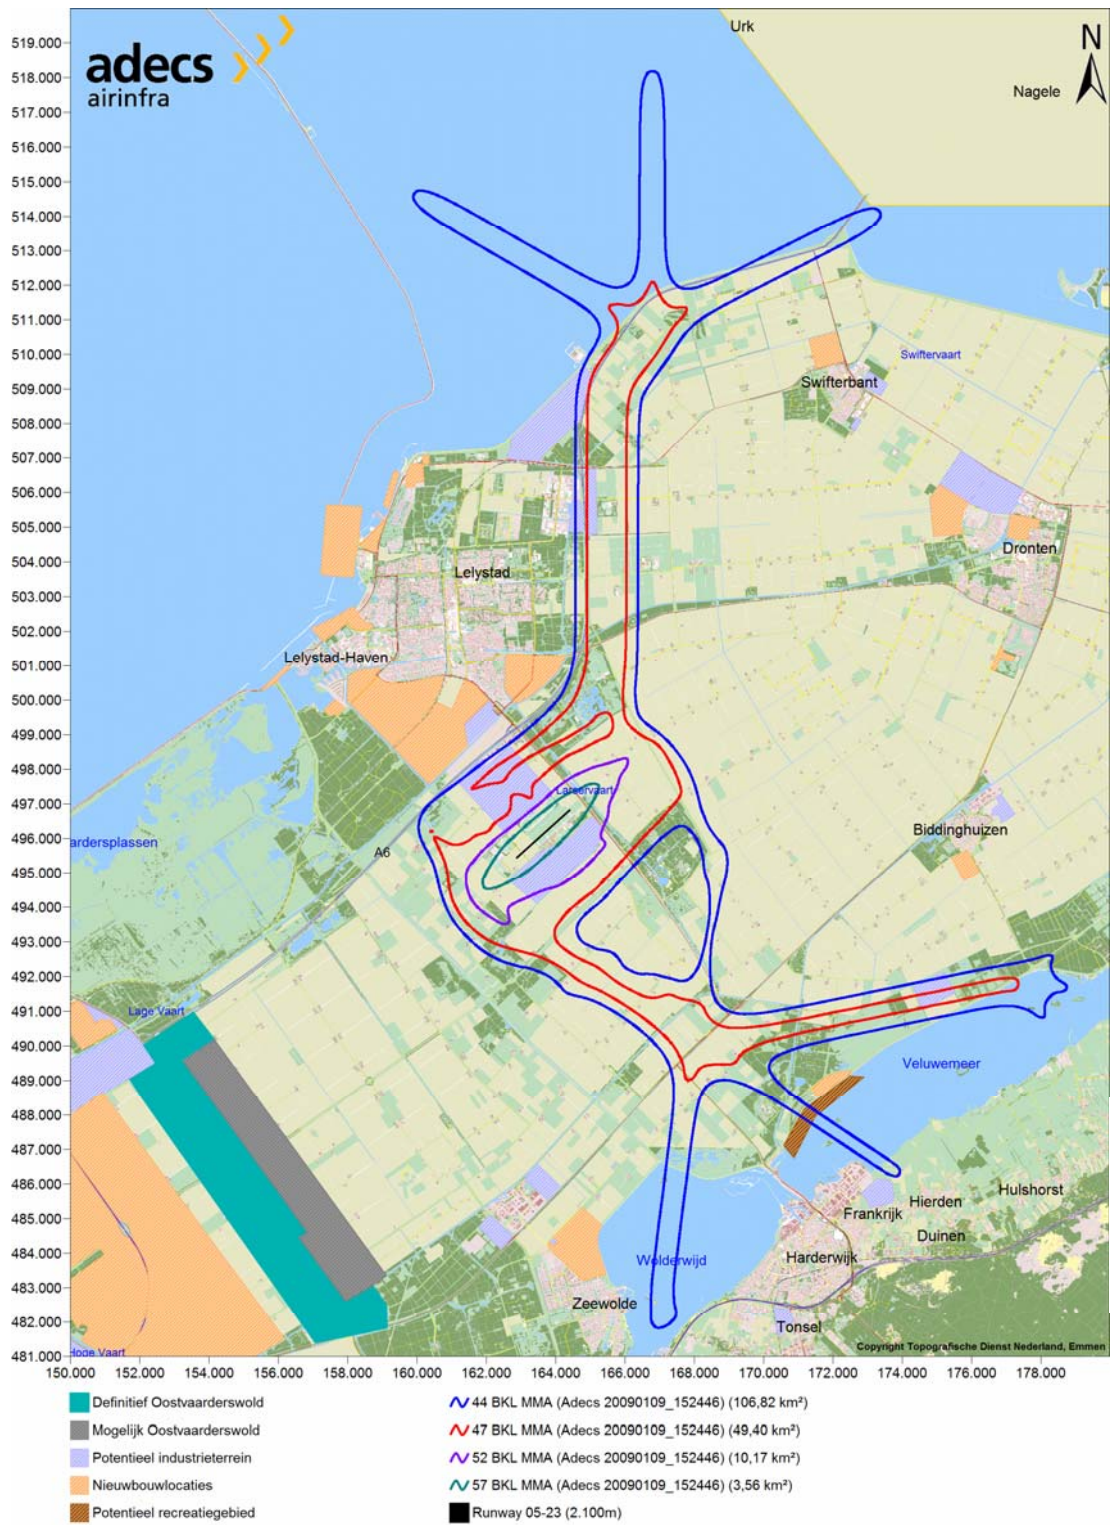 adecs
airinfra
Urk
N
Nagele
519.000
518.000
517.000
516.000
515.000
514.000
513.000
512.000
511.000
510.000
509.000
508.000
507.000
506.000
505.000
504.000
503.000
502.000
501.000
500.000
499.000
498.000
497.000
496.000
495.000
494.000
493.000
492.000
491.000
490.000
489.000
488.000
487.000
486.000
485.000
484.000
483.000
482.000
481.000
Swiftervaart
Swifterbant
Dronten
Lelystad
Lelystad-Haven
Larservaart
Biddinghuizen
ardersplassen
A6
Lage Vaart
Veluwemeer
Hulshorst
Hierden
Frankrijk
Duinen
Harderwijk
Wolderwijd
Zeewolde
Tonsel
Hoge Vaart
Copyright Topografische Dienst Nederland, Emmen
150.000 152.000 154.000 156.000 158.000 160.000 162.000 164.000 166.000 168.000 170.000 172.000 174.000 176.000 178.000
Definitief Oostvaarderswold
Mogelijk Oostvaarderswold
Potentieel industrieterrein
Nieuwbouwlocaties
Potentieel recreatiegebied
44 BKL MMA (Adecs 20090109_152446) (106,82 km²)
47 BKL MMA (Adecs 20090109_152446) (49,40 km²)
52 BKL MMA (Adecs 20090109_152446) (10,17 km²)
57 BKL MMA (Adecs 20090109_152446) (3,56 km²)
Runway 05-23 (2.100m)